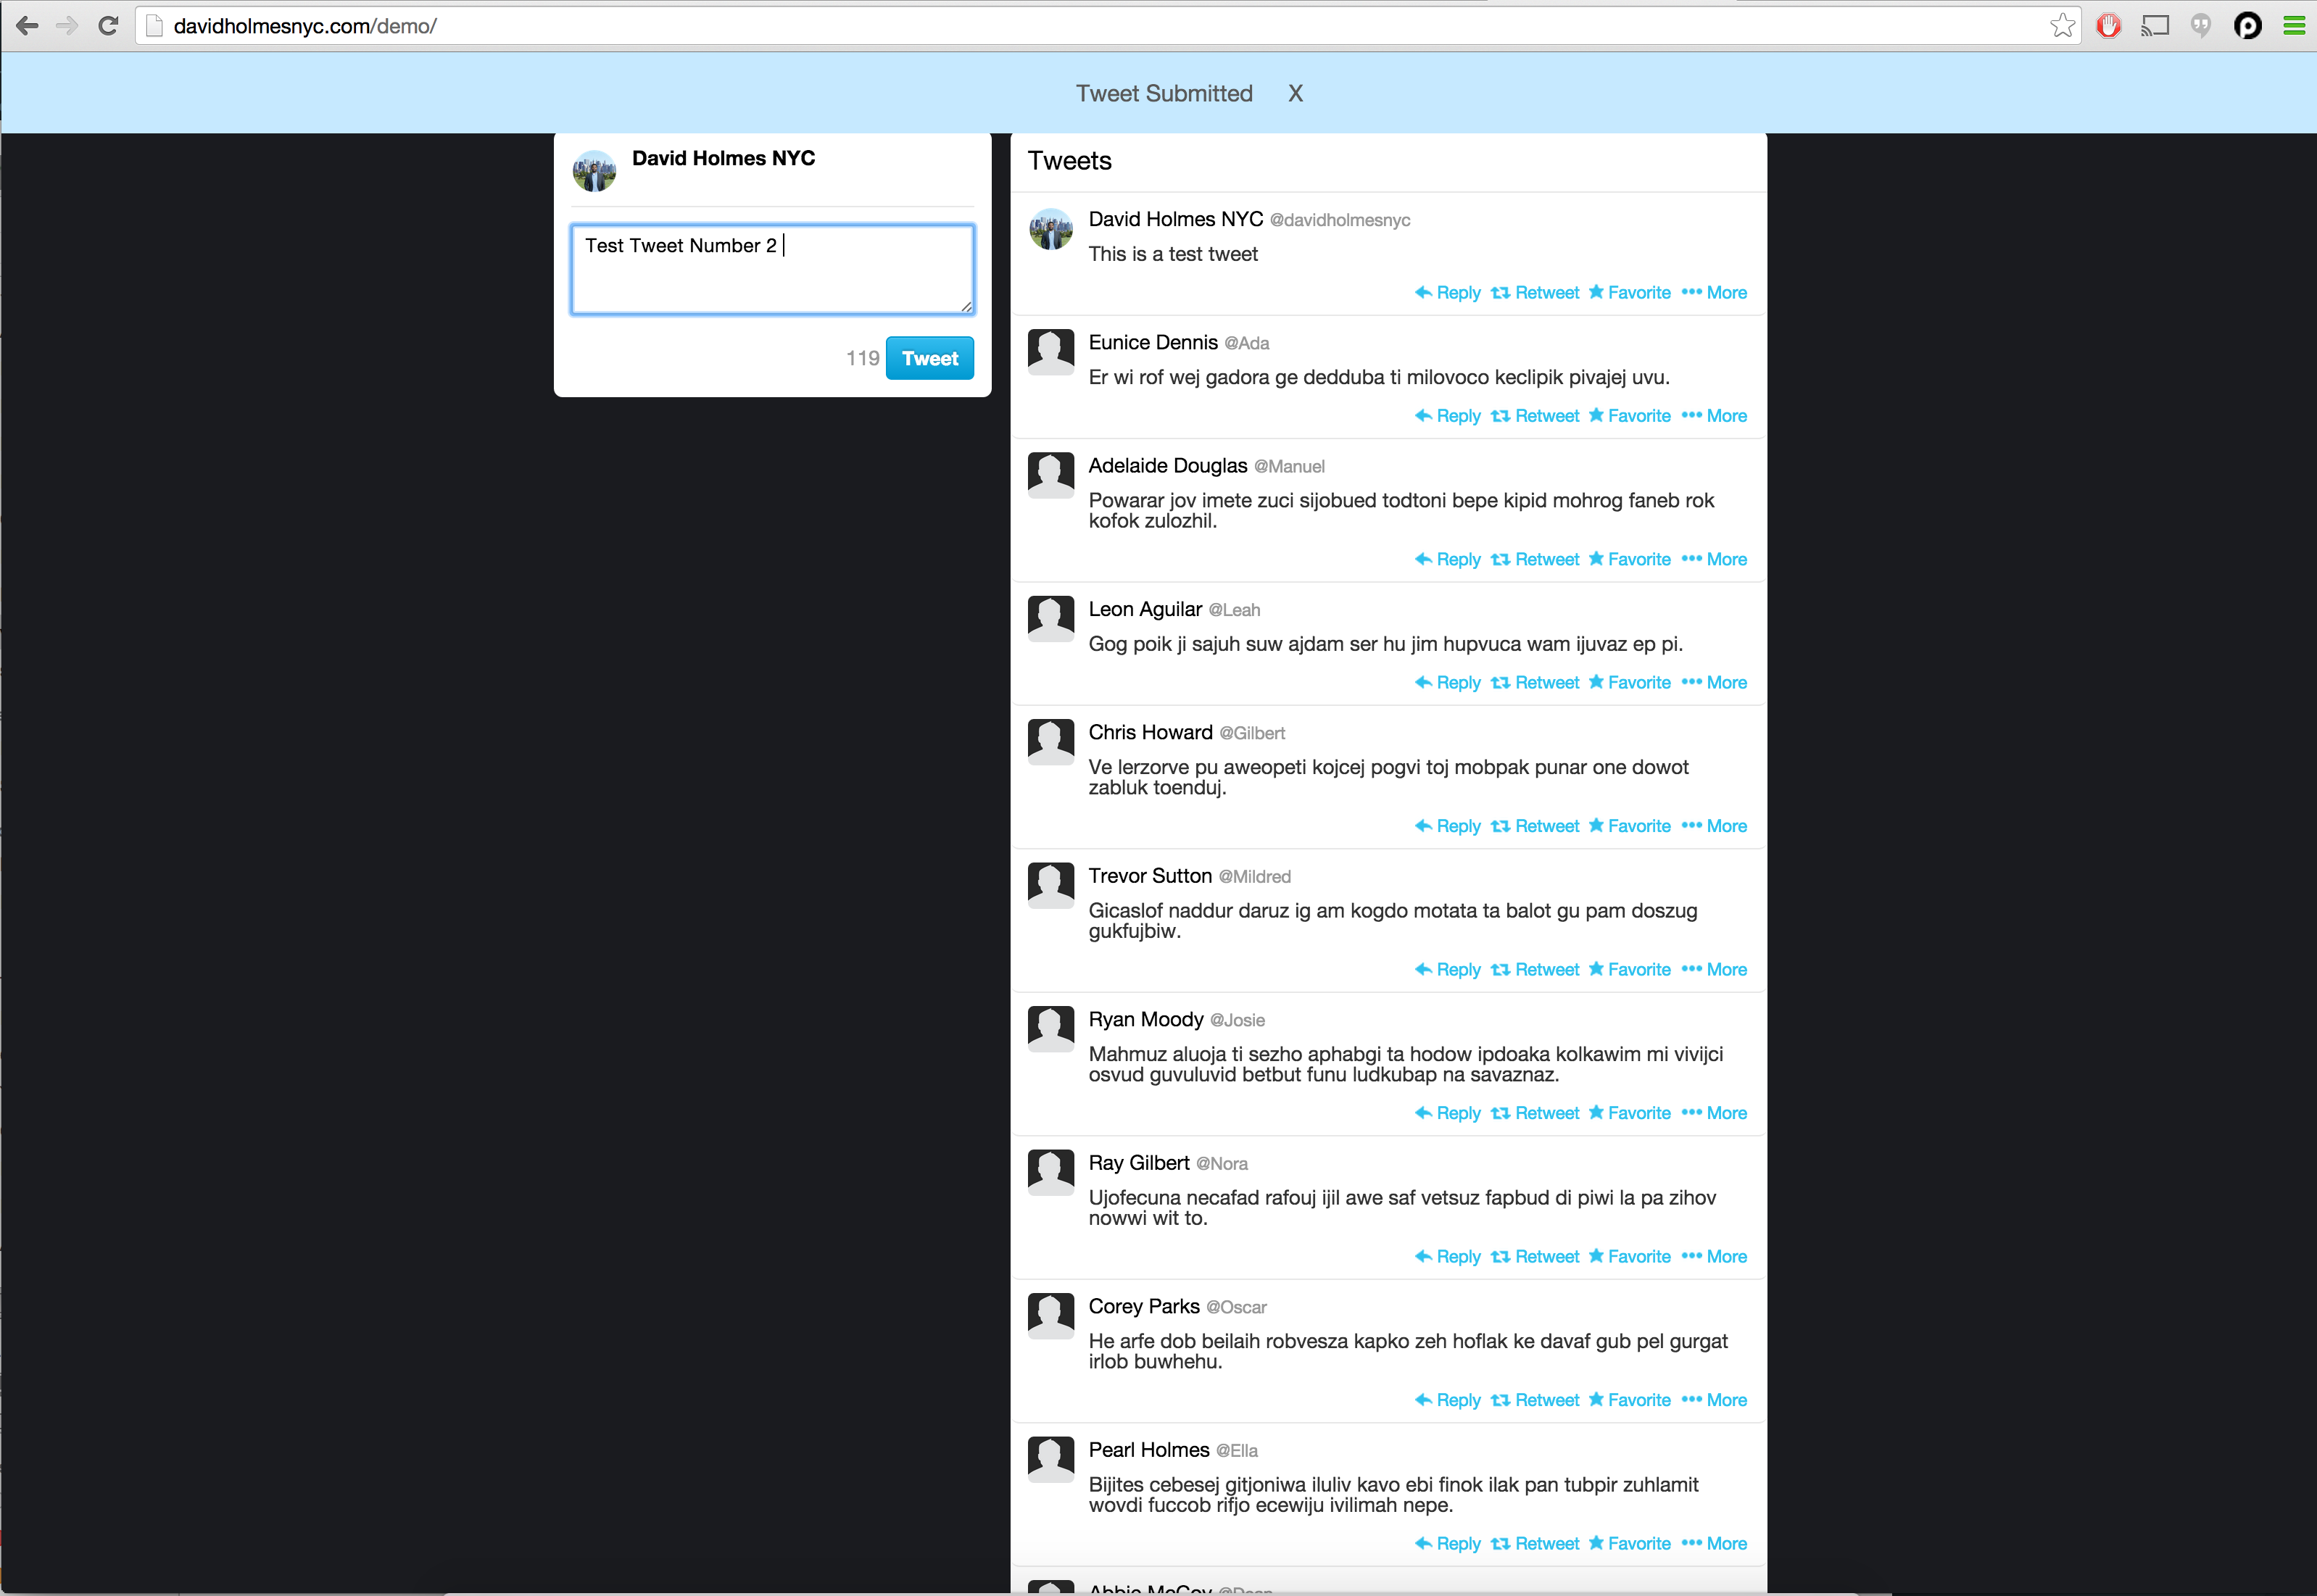 davidholmesnyc.com/demo/
Tweet Submitted X
David Holmes NYC
Test Tweet Number 2
119 Tweet
Tweets
David Holmes NYC @davidholmesnyc
This is a test tweet
Reply Retweet Favorite More
Eunice Dennis @Ada
Er wi rof wej gadora ge dedduba ti milovoco keclipik pivajej uvu.
Reply Retweet Favorite More
Adelaide Douglas @Manuel
Powarar jov imete zuci sijobued todtoni bepe kipid mohrog faneb rok
kofok zulozhil.
Reply Retweet Favorite More
Leon Aguilar @Leah
Gog poik ji sajuh suw ajdam ser hu jim hupvuca wam ijuvaz ep pi.
Reply Retweet Favorite More
Chris Howard @Gilbert
Ve lerzorve pu aweopeti kojcej pogvi toj mobpak punar one dowot
zabluk toenduj.
Reply Retweet Favorite More
Trevor Sutton @Mildred
Gicaslof naddur daruz ig am kogdo motata ta balot gu pam doszug
gukfujbiw.
Reply Retweet Favorite More
Ryan Moody @Josie
Mahmuz aluoja ti sezho aphabgi ta hodow ipdoaka kolkawim mi vivijci
osvud guvuluvid betbut funu ludkubap na savaznaz.
Reply Retweet Favorite More
Ray Gilbert @Nora
Ujofecuna necafad rafouj ijil awe saf vetsuz fapbud di piwi la pa zihov
nowwi wit to.
Reply Retweet Favorite More
Corey Parks @Oscar
He arfe dob beilaih robvesza kapko zeh hoflak ke davaf gub pel gurgat
irlob buwhehu.
Reply Retweet Favorite More
Pearl Holmes @Ella
Bijites cebesej gitjoniwa iluliv kavo ebi finok ilak pan tubpir zuhlamit
wovdi fuccob rifjo ecewiju ivilimah nepe.
Reply Retweet Favorite More
Abbie McCoy